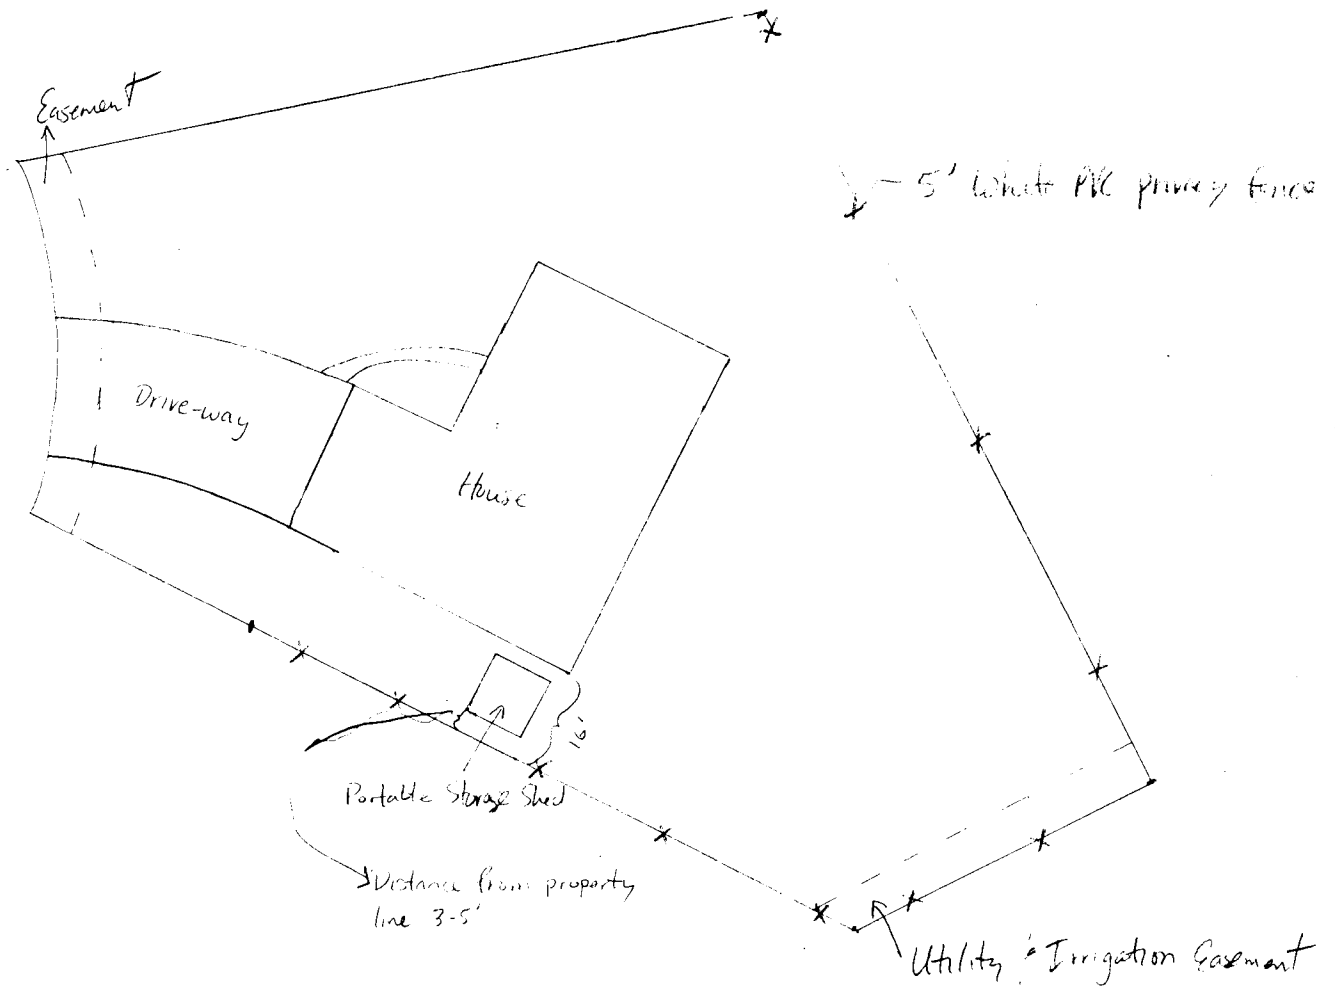 Easement
5' White PVC privacy fence
Drive-way
House
16'
Portable Storage Shed
Distance from property
line 3-5'
Utility & Irrigation Easement